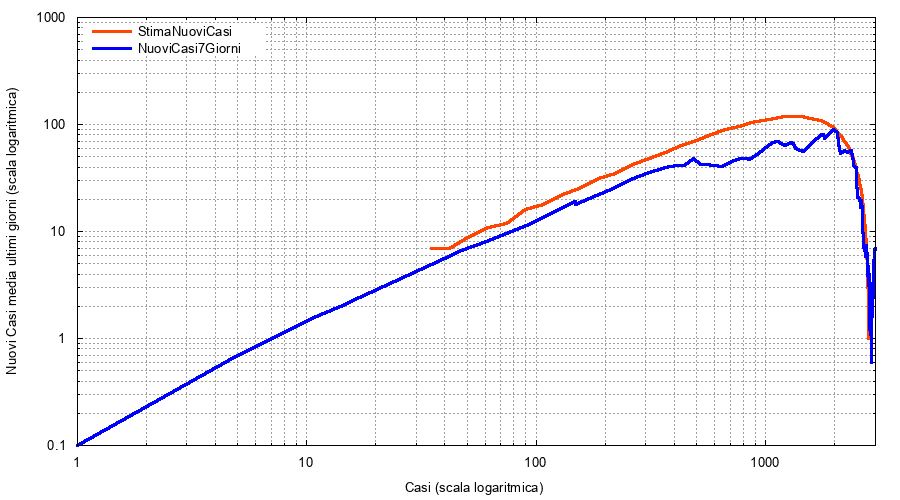 1000
100
10
1
0.1
StimaNuoviCasi
NuoviCasi7Giorni
Nuovi Casi media ultimi giorni (scala logaritmica)
1 10 100 1000
Casi (scala logaritmica)